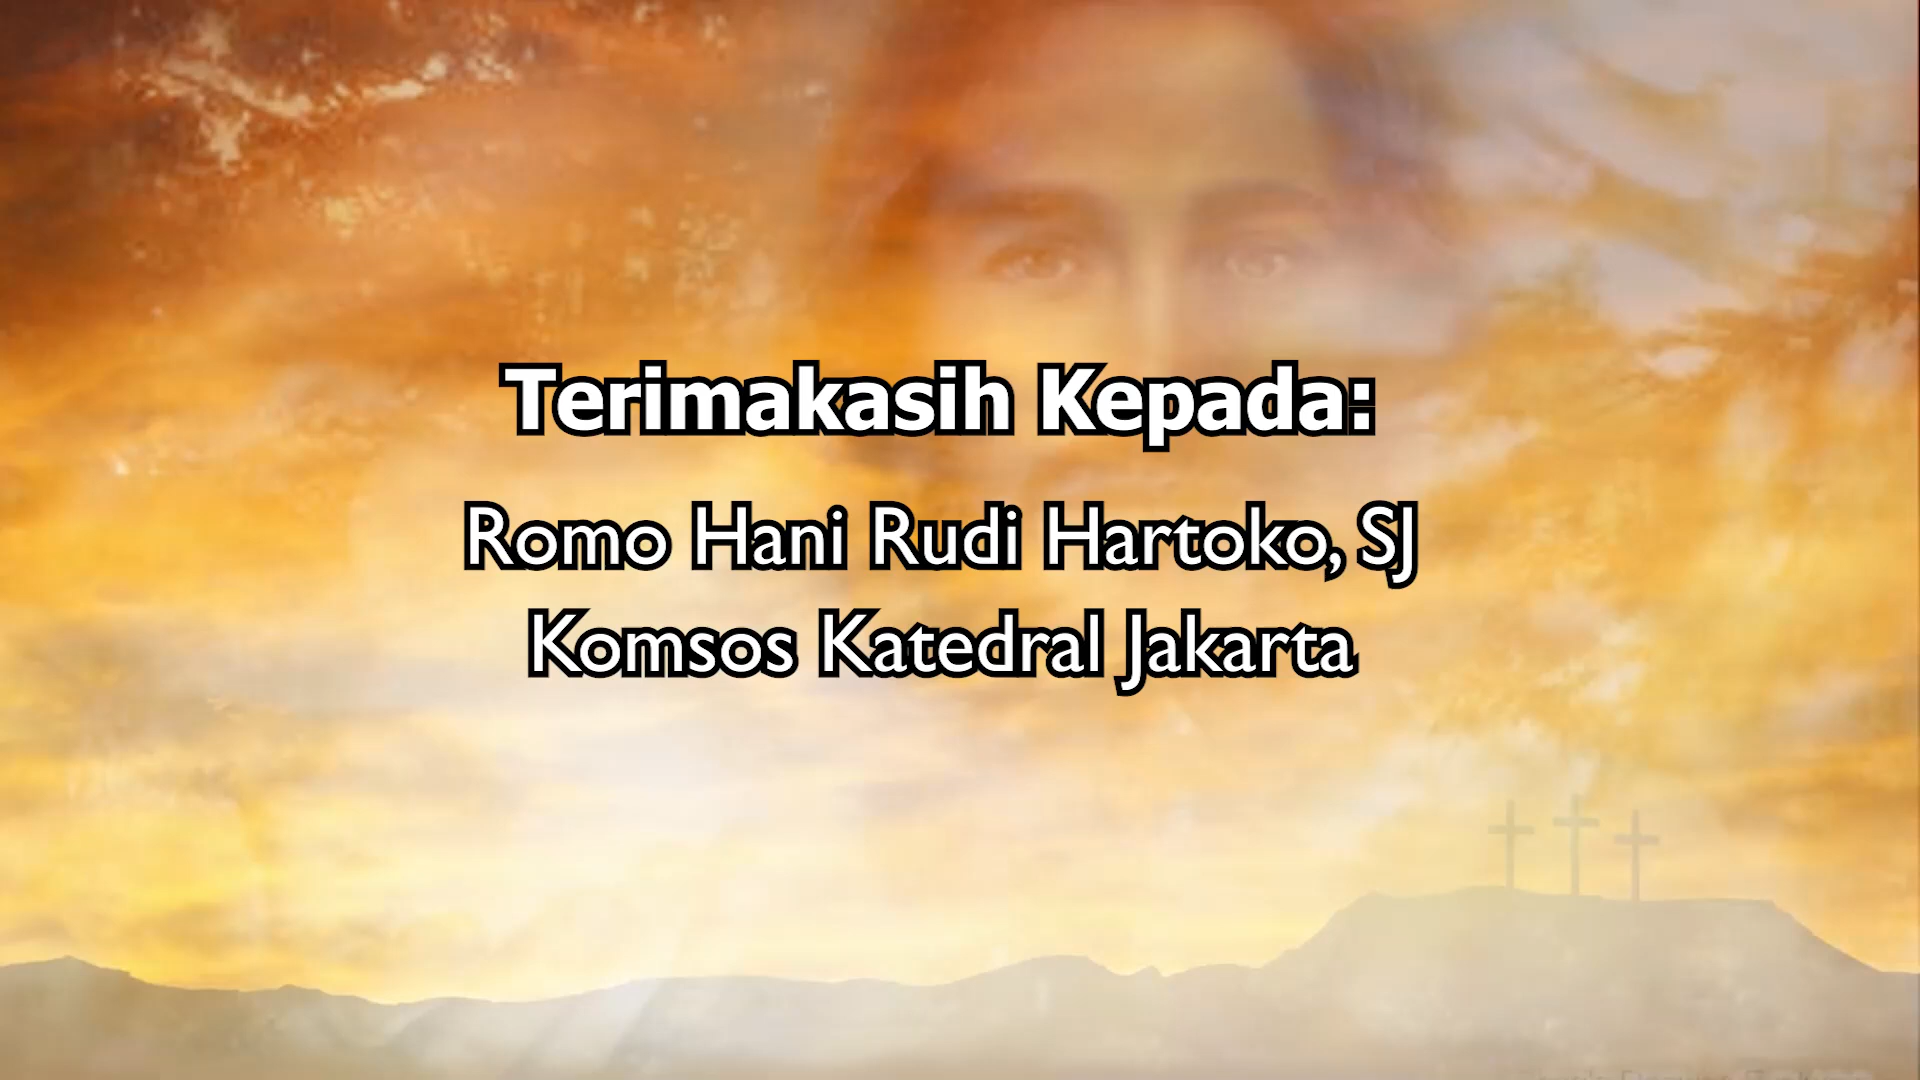 Terimakasih Kepada:
Romo Hani Rudi Hartoko, SJ
Komsos Katedral Jakarta